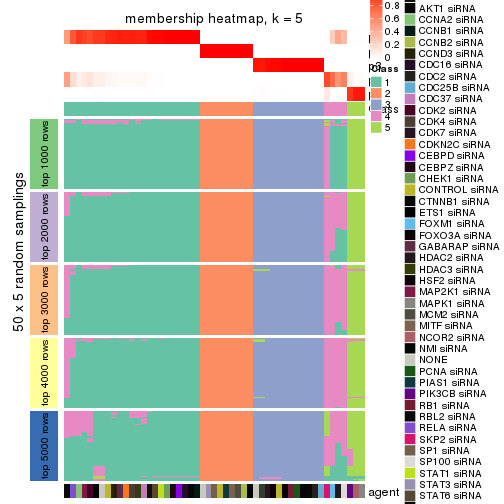 membership heatmap, k = 5
50 x 5 random samplings
top 1000 rows
top 2000 rows
top 3000 rows
top 4000 rows
top 5000 rows
0.8
0.6
0.4
0.2
0
Class
1
2
3
4
5
agent
AKT1 siRNA
CCNA2 siRNA
CCNB1 siRNA
CCNB2 siRNA
CCND3 siRNA
CDC16 siRNA
CDC2 siRNA
CDC25B siRNA
CDC37 siRNA
CDK2 siRNA
CDK4 siRNA
CDK7 siRNA
CDKN2C siRNA
CEBPD siRNA
CEBPZ siRNA
CHEK1 siRNA
CONTROL siRNA
CTNNB1 siRNA
ETS1 siRNA
FOXM1 siRNA
FOXO3A siRNA
GABARAP siRNA
HDAC2 siRNA
HDAC3 siRNA
HSF2 siRNA
MAP2K1 siRNA
MAPK1 siRNA
MCM2 siRNA
MITF siRNA
NCOR2 siRNA
NMI siRNA
NONE
PCNA siRNA
PIAS1 siRNA
PIK3CB siRNA
RB1 siRNA
RBL2 siRNA
RELA siRNA
SKP2 siRNA
SP1 siRNA
SP100 siRNA
STAT1 siRNA
STAT3 siRNA
STAT6 siRNA